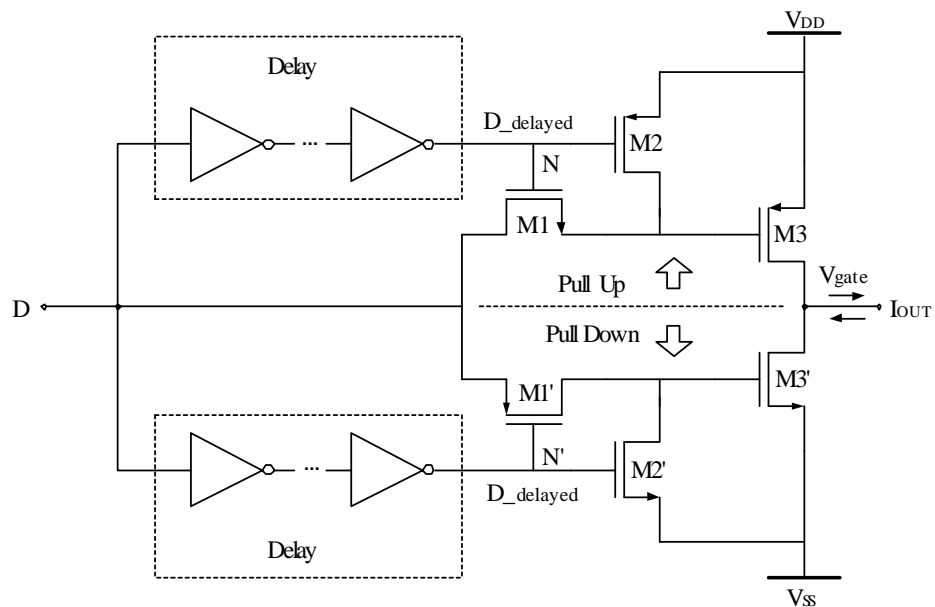 VDD
Delay
D_delayed
M2
...
N
M1
M3
Vgate
Pull Up
D
IOUT
Pull Down
M1'
M3'
...
N'
M2'
D_delayed
Delay
VSS